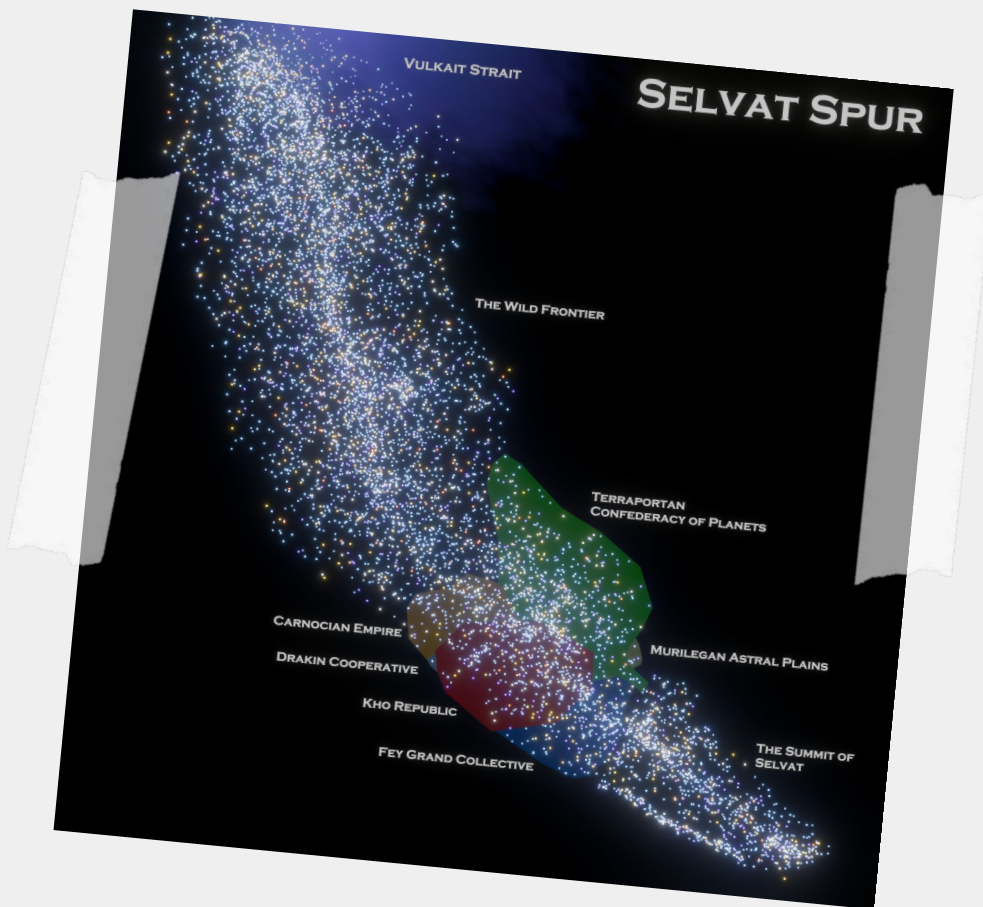 Vulkait Strait
Selvat Spur
The Wild Frontier
Terraportan
Confederacy of Planets
Carnocian Empire
Murilegan Astral Plains
Drakin Cooperative
Kho Republic
Fey Grand Collective
The Summit of
Selvat